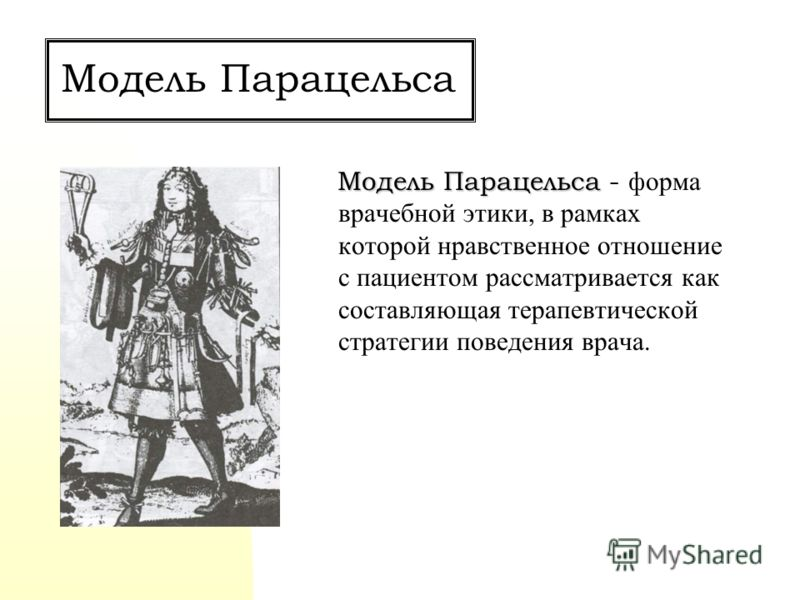 Модель Парацельса
Модель Парацельса - форма
врачебной этики, в рамках
которой нравственное отношение
с пациентом рассматривается как
составляющая терапевтической
стратегии поведения врача.
MyShared